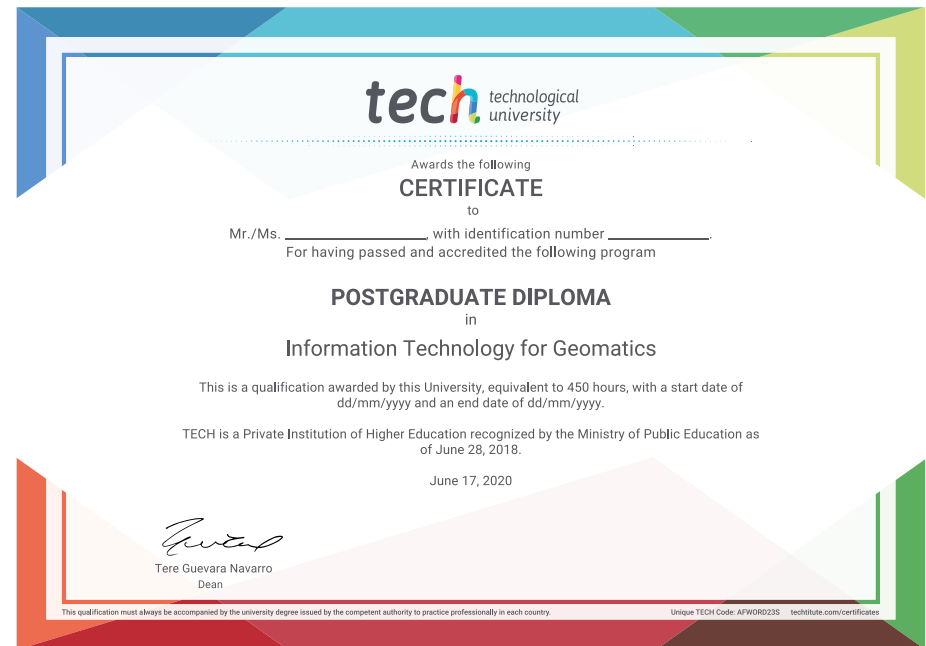 tech technological
university
Awards the following
CERTIFICATE
to
Mr./Ms. ____________________, with identification number ______________.
For having passed and accredited the following program
POSTGRADUATE DIPLOMA
in
Information Technology for Geomatics
This is a qualification awarded by this University, equivalent to 450 hours, with a start date of
dd/mm/yyyy and an end date of dd/mm/yyyy.
TECH is a Private Institution of Higher Education recognized by the Ministry of Public Education as
of June 28, 2018.
June 17, 2020
Tere Guevara Navarro
Dean
This qualification must always be accompanied by the university degree issued by the competent authority to practice professionally in each country.
Unique TECH Code: AFWORD23S techtitute.com/certificates